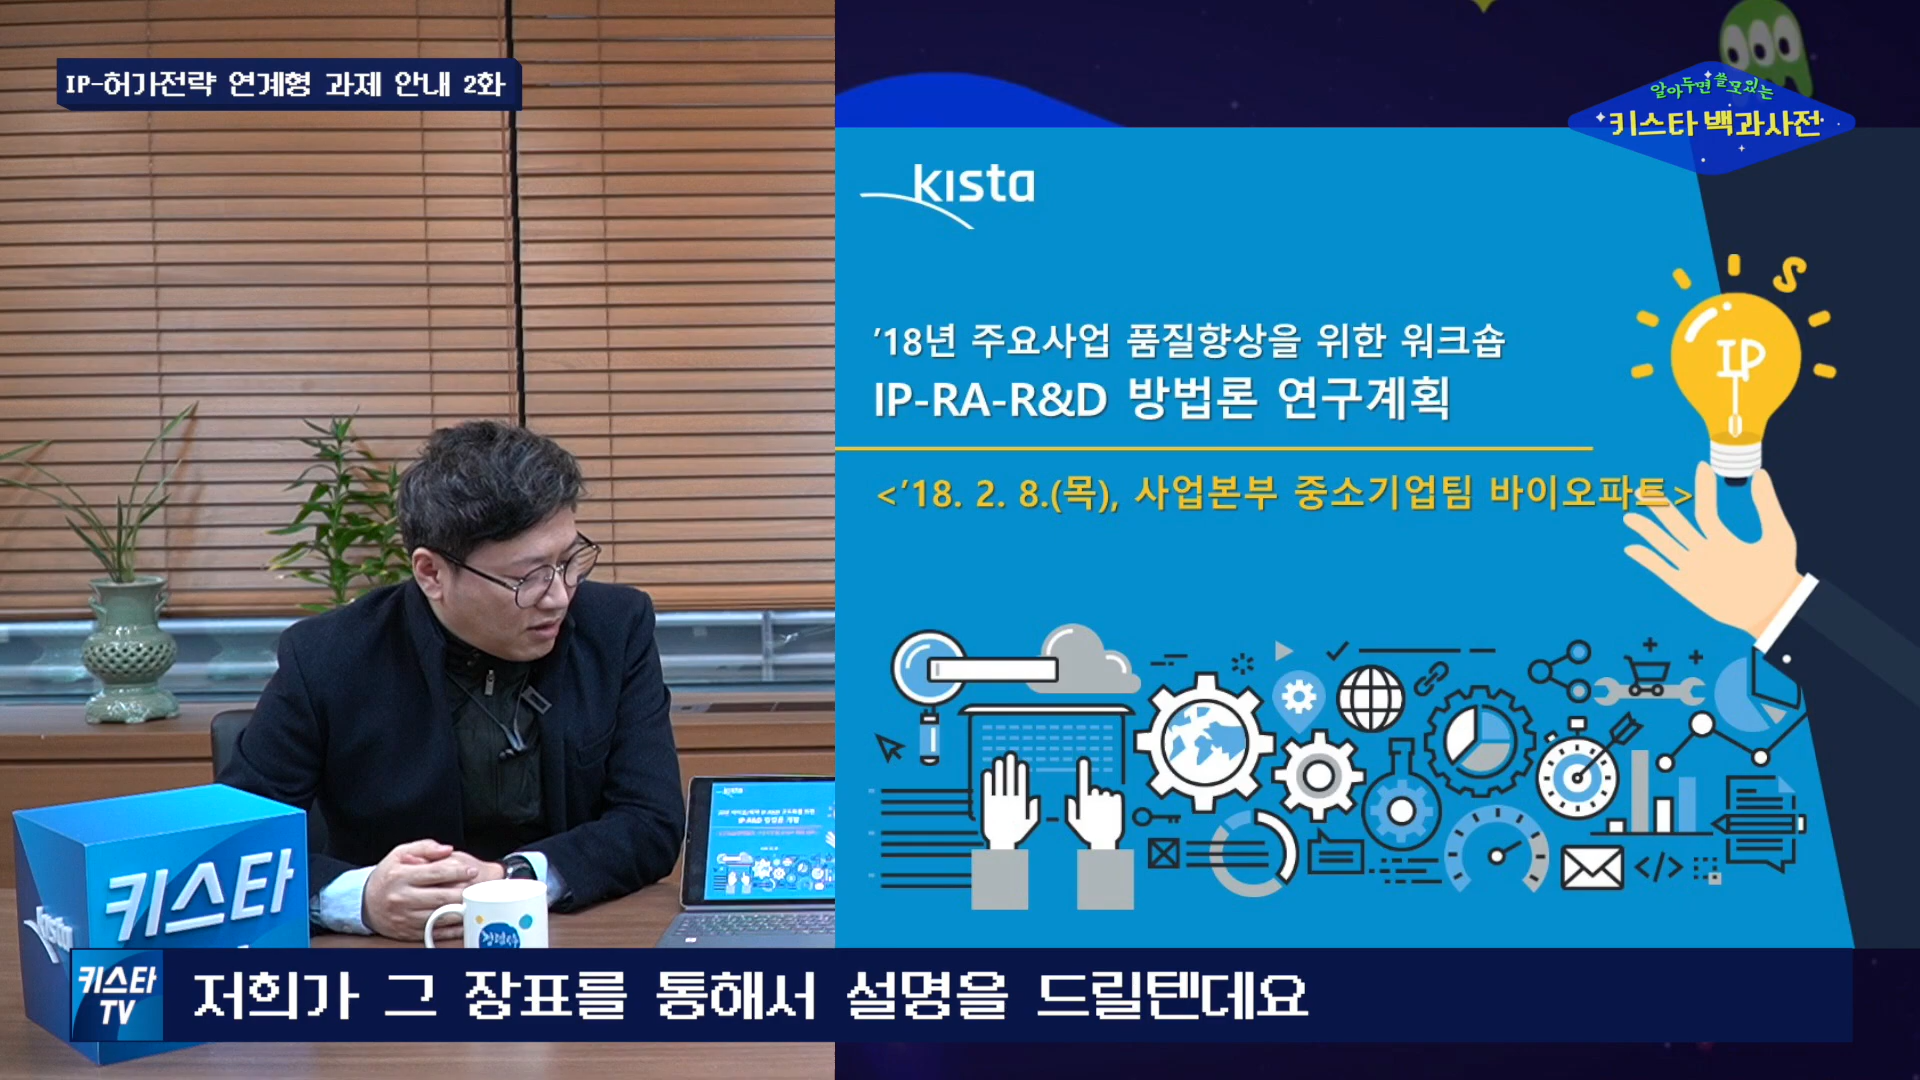 IP-허가전략 연계형 과제 안내 2화
알아두면 쓸모있는
키스타 백과사전
kista
'18년 주요사업 품질향상을 위한 워크숍
IP-RA-R&D 방법론 연구계획
<'18. 2. 8.(목), 사업본부 중소기업팀 바이오파트>
IP
</>
kista
키스타
kista
키스타
TV
저희가 그 장표를 통해서 설명을 드릴텐데요